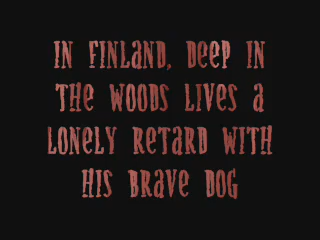 IN FINLAND, DEEP IN
THE WOODS LIVES A
LONELY RETARD WITH
HIS BRAVE DOG